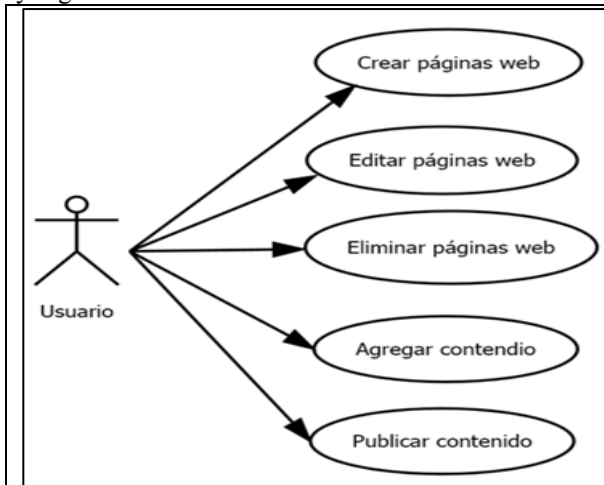 Crear páginas web
Editar páginas web
Eliminar páginas web
Usuario
Agregar contendio
Publicar contenido